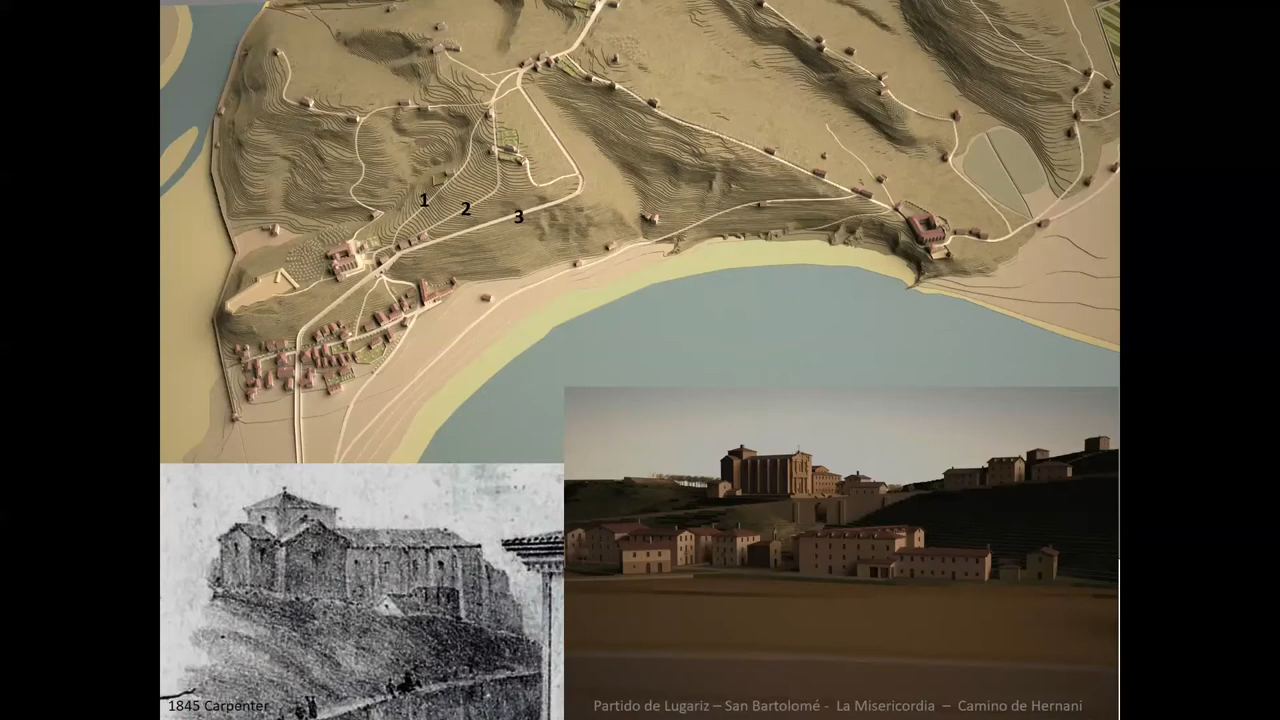 1
2
3
1845 Carpenter
Partido de Lugariz – San Bartolomé - La Misericordia – Camino de Hernani